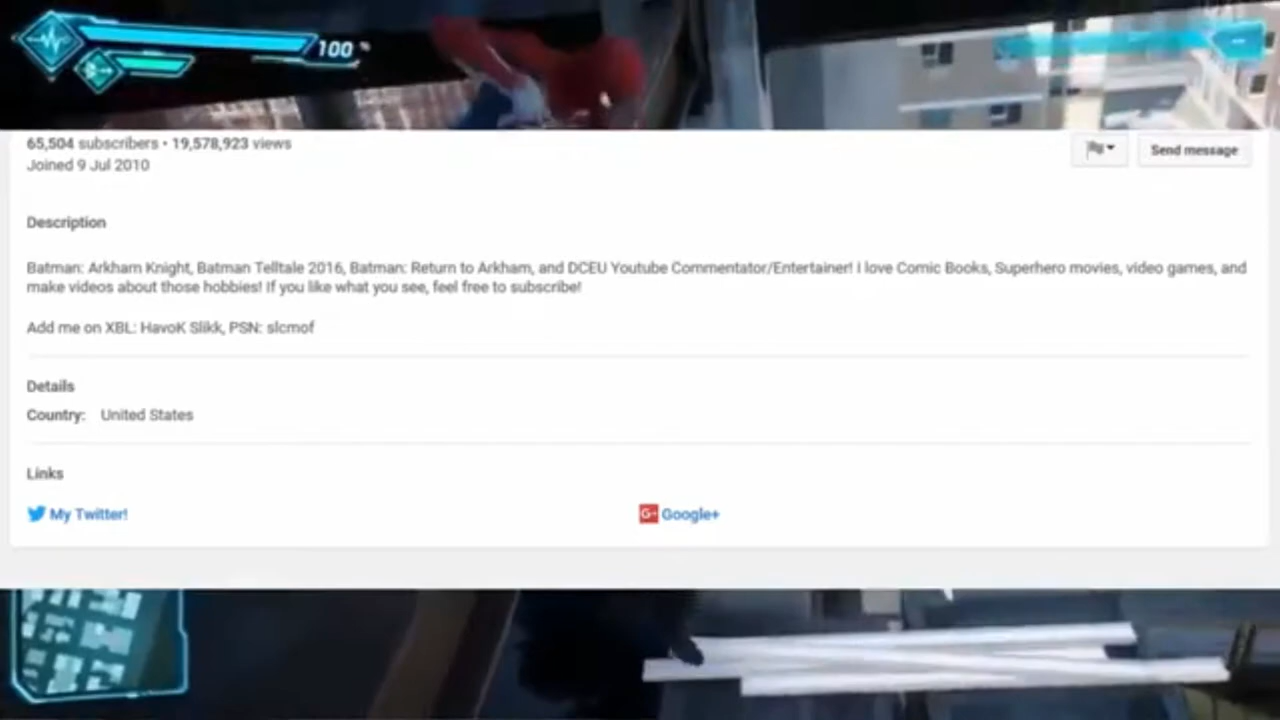 100 %
65,504 subscribers • 19,578,923 views
Joined 9 Jul 2010
Send message
Description
Batman: Arkham Knight, Batman Telltale 2016, Batman: Return to Arkham, and DCEU Youtube Commentator/Entertainer! I love Comic Books, Superhero movies, video games, and
make videos about those hobbies! If you like what you see, feel free to subscribe!
Add me on XBL: HavoK Slikk, PSN: slcmof
Details
Country: United States
Links
My Twitter!
G+ Google+